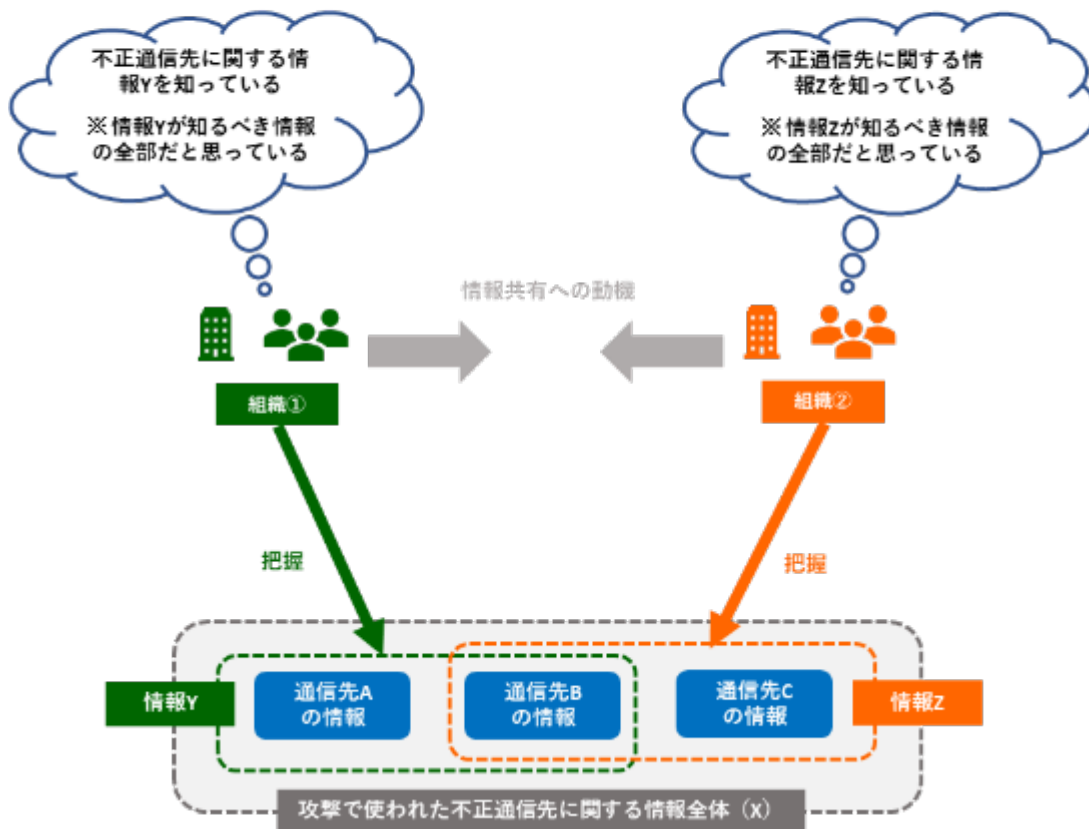 不正通信先に関する情
報Yを知っている
※情報Yが知るべき情報
の全部だと思っている
不正通信先に関する情
報Zを知っている
※情報Zが知るべき情報
の全部だと思っている
情報共有への動機
組織①
組織②
把握
把握
情報Y
通信先A
の情報
通信先B
の情報
通信先C
の情報
情報Z
攻撃で使われた不正通信先に関する情報全体（X）